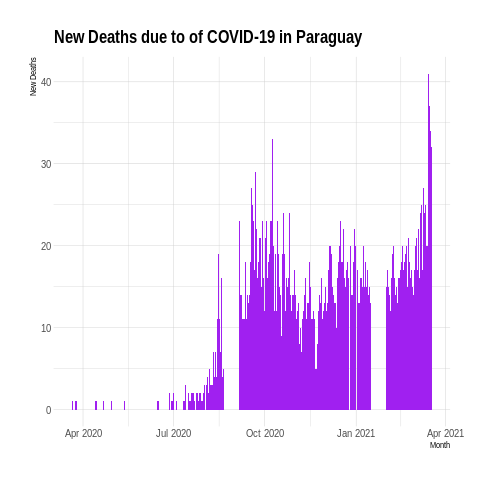 New Deaths due to of COVID-19 in Paraguay
New Deaths
40
30
20
10
0
Apr 2020 Jul 2020 Oct 2020 Jan 2021 Apr 2021
Month